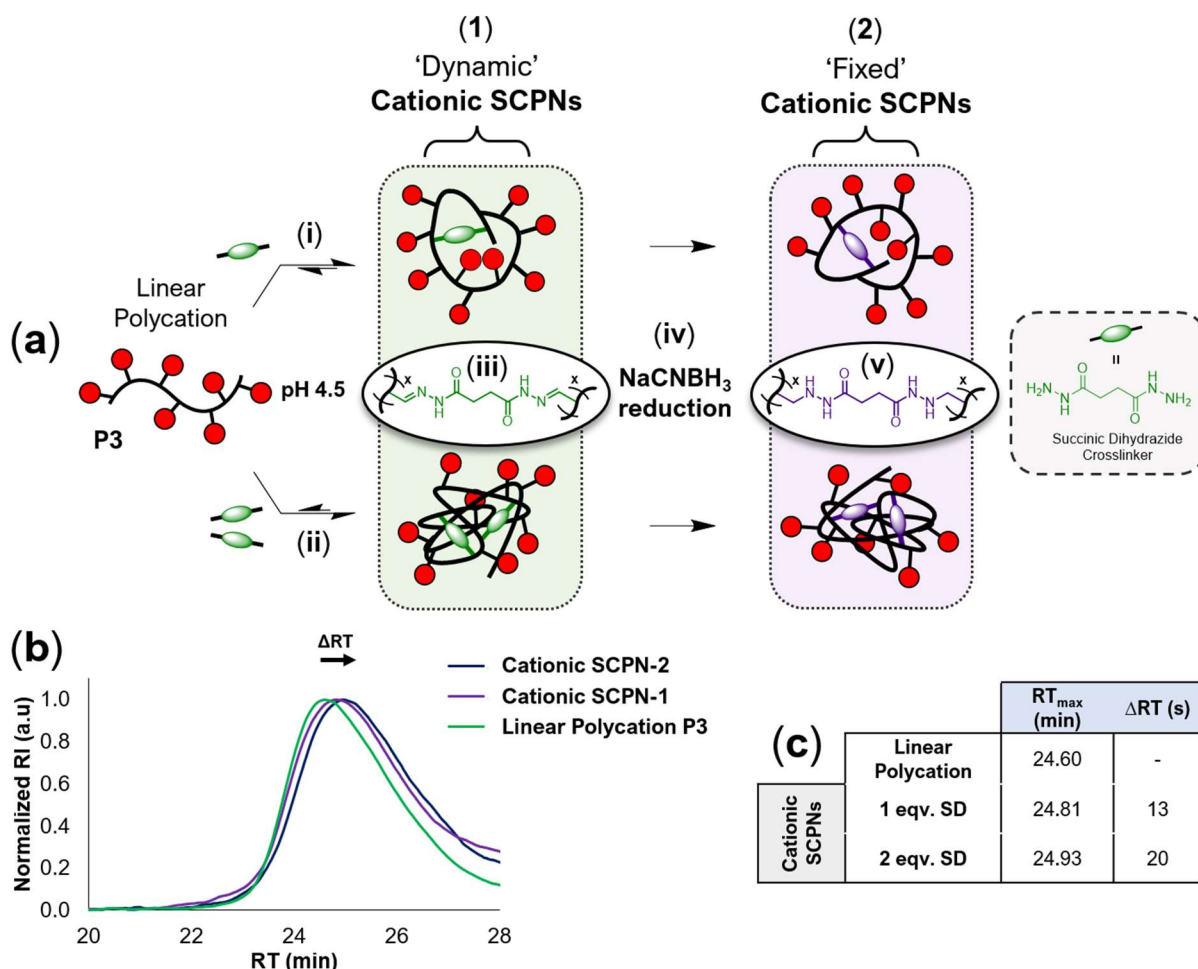 (1)
'Dynamic'
Cationic SCPNs
(2)
'Fixed'
Cationic SCPNs
(i)
Linear
Polycation
(a)
P3
pH 4.5
(ii)
(iii)
x
N
N
H
O
O
H
N
N
x
(iv)
NaCNBH3
reduction
(v)
x
H
N
N
H
O
O
H
N
N
H
x
=
H2N
N
H
O
O
H
N
NH2
Succinic Dihydrazide
Crosslinker
(b)
ΔRT
Cationic SCPN-2
Cationic SCPN-1
Linear Polycation P3
Normalized RI (a.u)
1.0
0.8
0.6
0.4
0.2
0.0
20 22 24 26 28
RT (min)
(c)
RTmax (min) ΔRT (s)
Linear Polycation 24.60 -
Cationic SCPNs
1 eqv. SD 24.81 13
2 eqv. SD 24.93 20